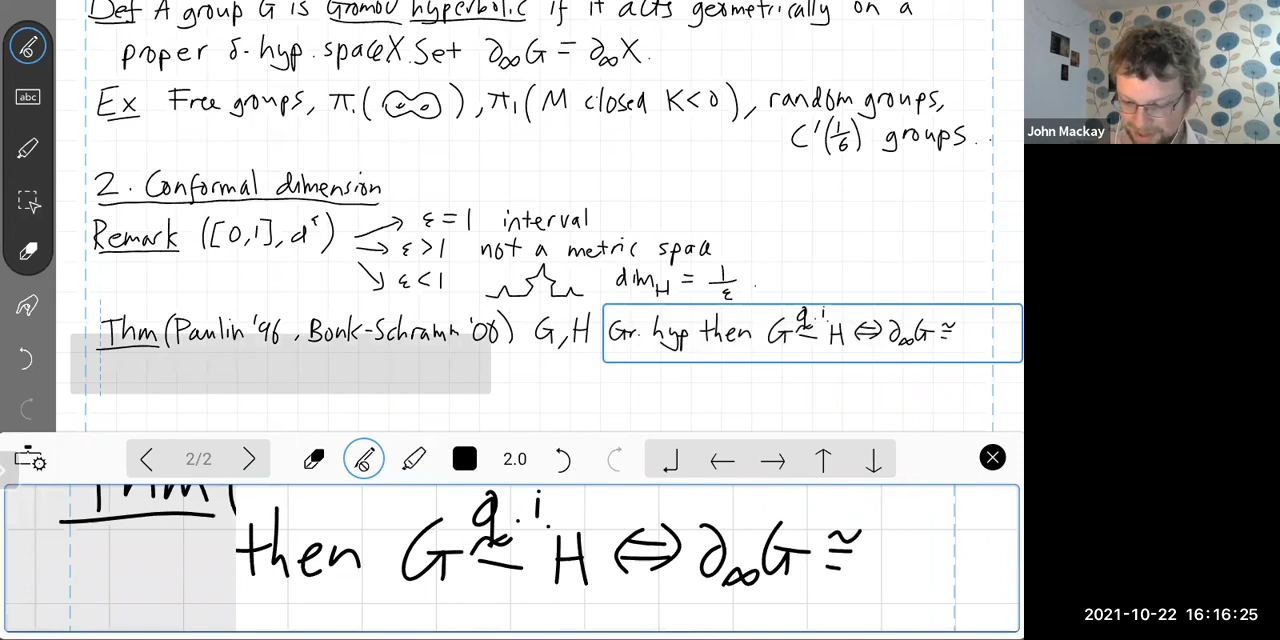 Def A group G is Gromov hyperbolic if it acts geometrically on a
proper δ-hyp. space X. Set ∂∞G = ∂∞X.
Ex Free groups, π₁( ), π₁(M closed K<0), random groups,
C'(1/6) groups...
2. Conformal dimension
Remark ([0,1], d^ε) → ε=1 interval
→ ε>1 not a metric space
↘ ε<1 dim_H = 1/ε.
Thm (Paulin '96, Bonk-Schramm '00) G, H Gr. hyp then G q.i. ≃ H ⇔ ∂∞G ≅
John Mackay
abc
2/2
2.0
Thm (
then G q.i. ≃ H ⇔ ∂∞G ≅
2021-10-22 16:16:25